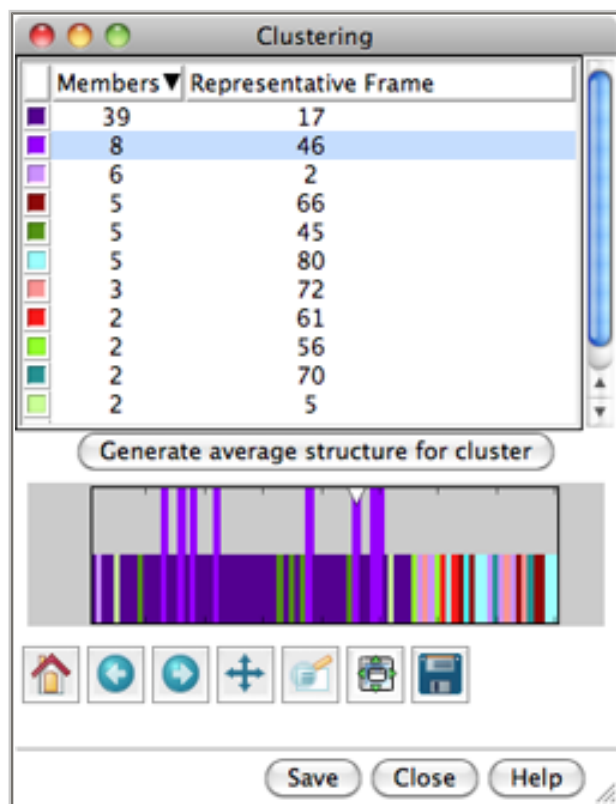 Clustering
Members▼ Representative Frame
39 17
8 46
6 2
5 66
5 45
5 80
3 72
2 61
2 56
2 70
2 5
Generate average structure for cluster
Save Close Help